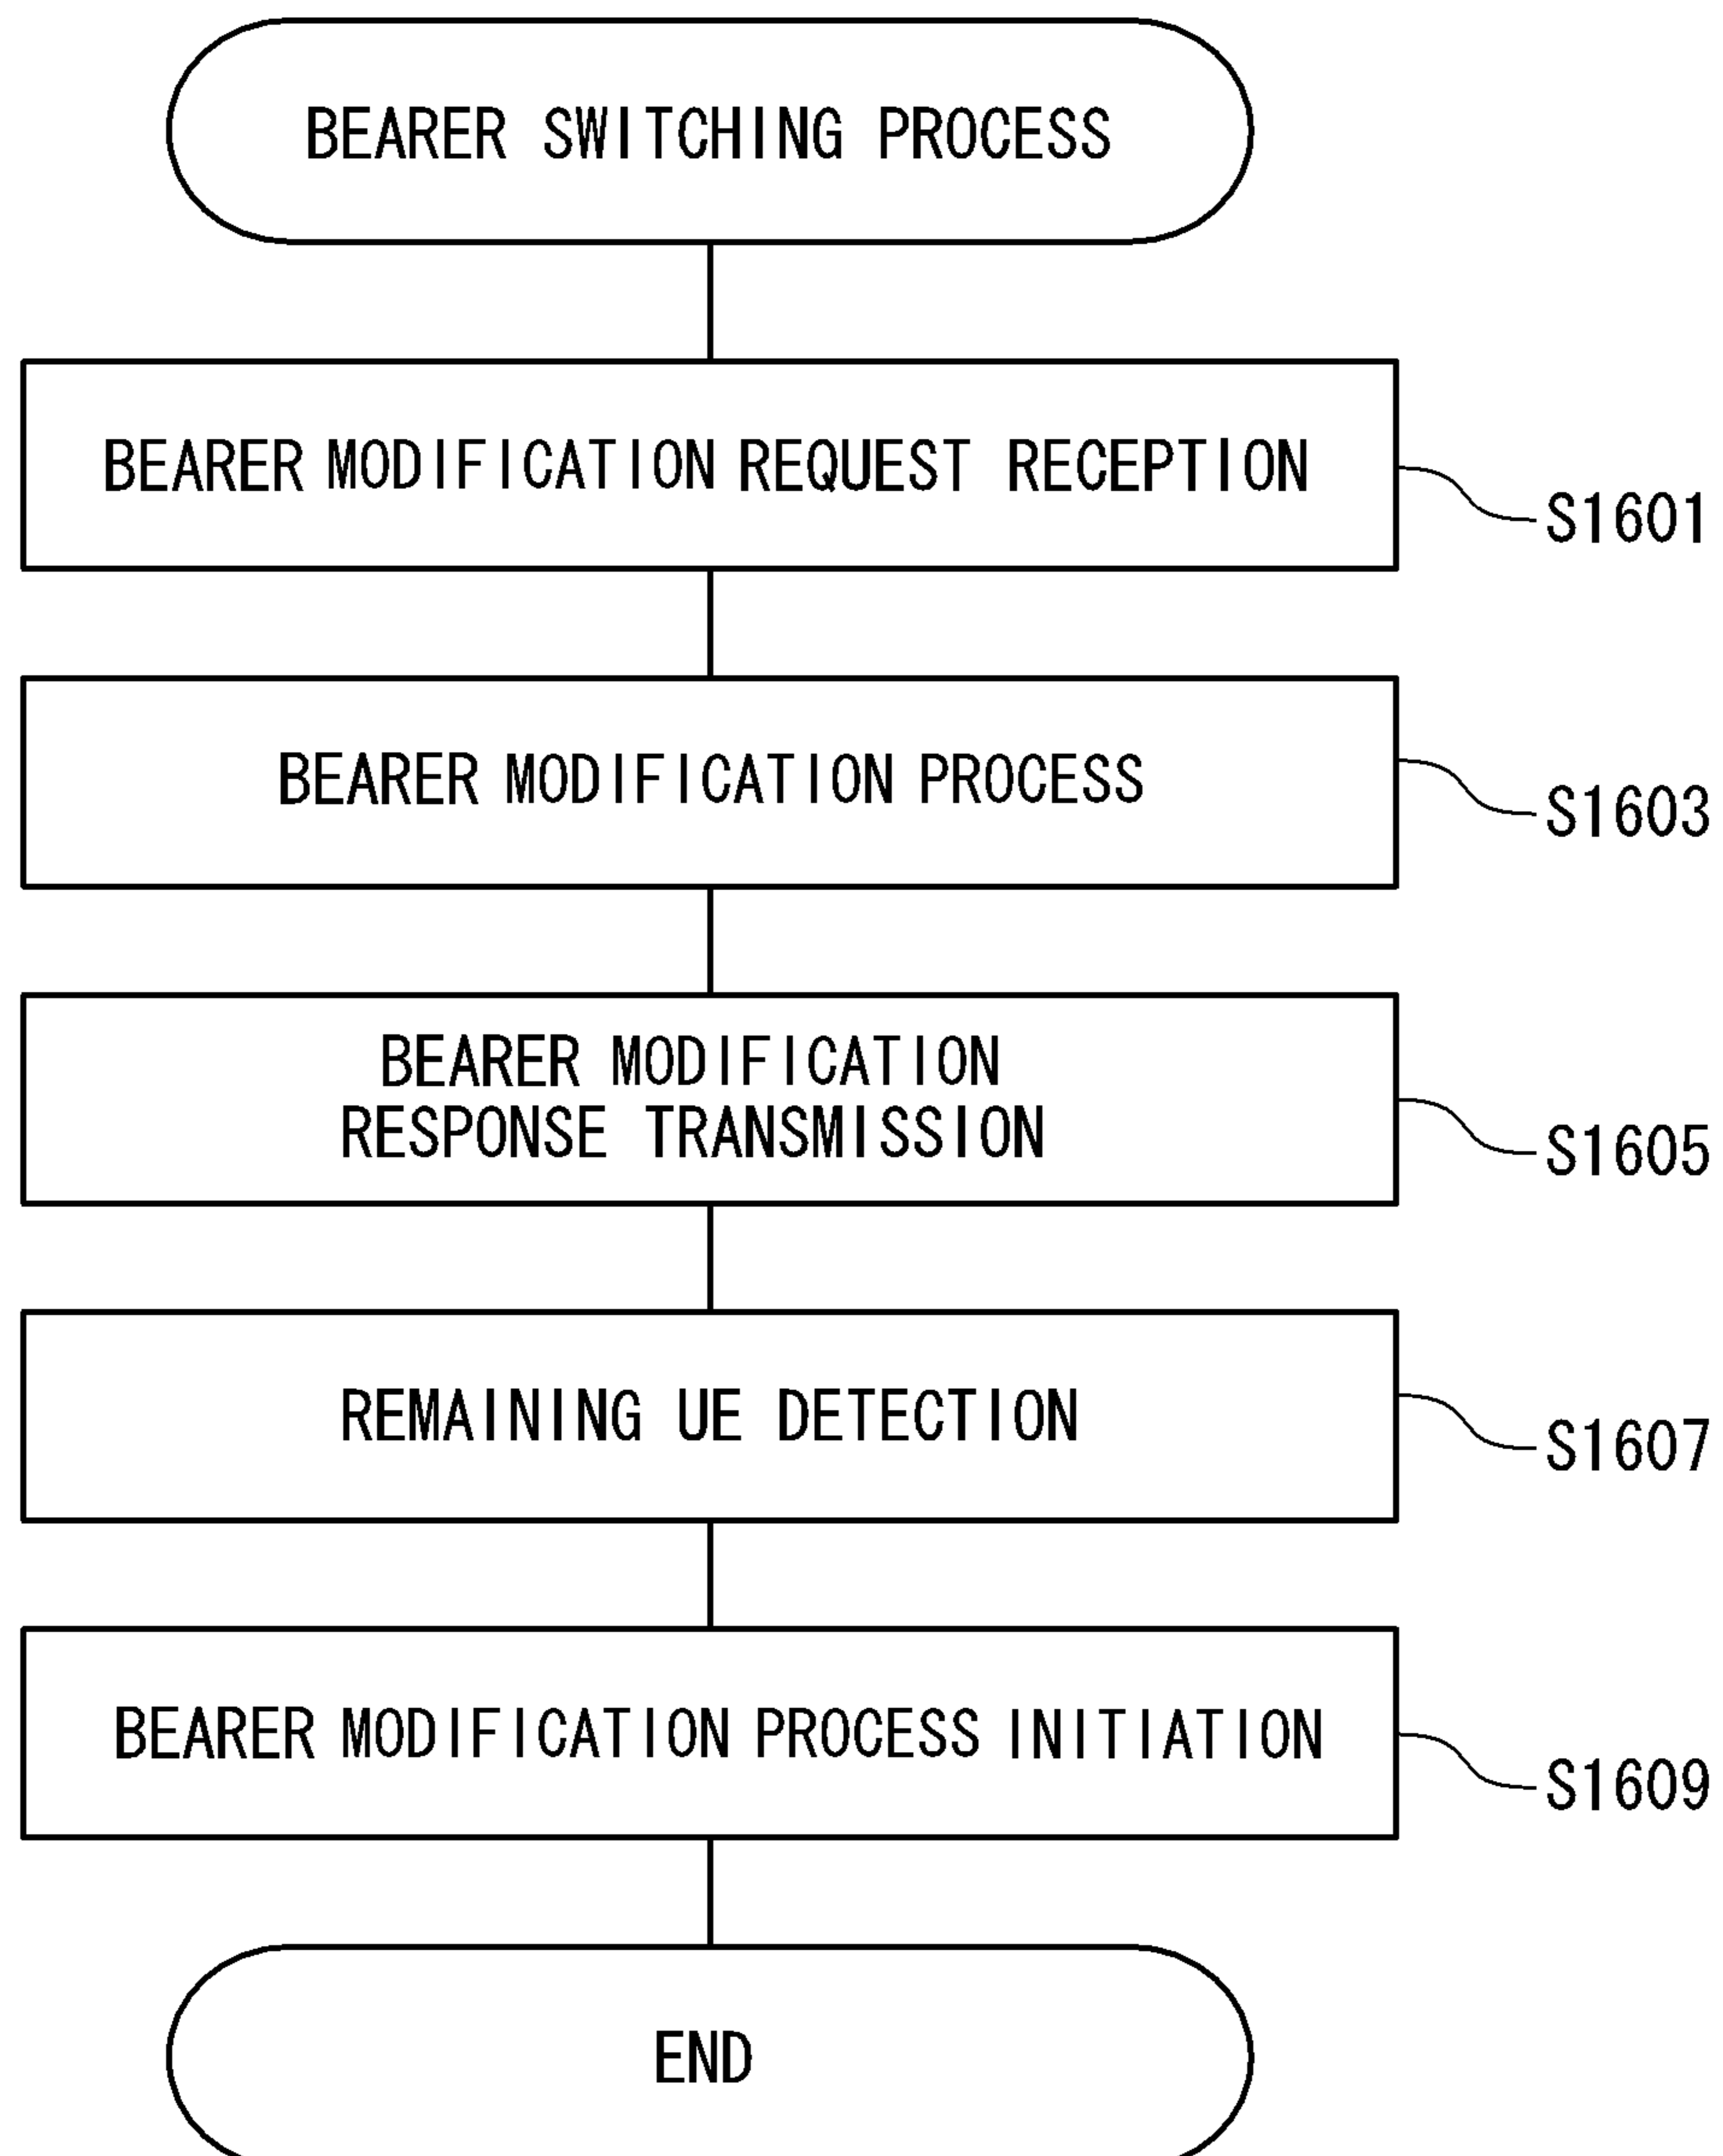 BEARER SWITCHING PROCESS
BEARER MODIFICATION REQUEST RECEPTION
S1601
BEARER MODIFICATION PROCESS
S1603
BEARER MODIFICATION
RESPONSE TRANSMISSION
S1605
REMAINING UE DETECTION
S1607
BEARER MODIFICATION PROCESS INITIATION
S1609
END